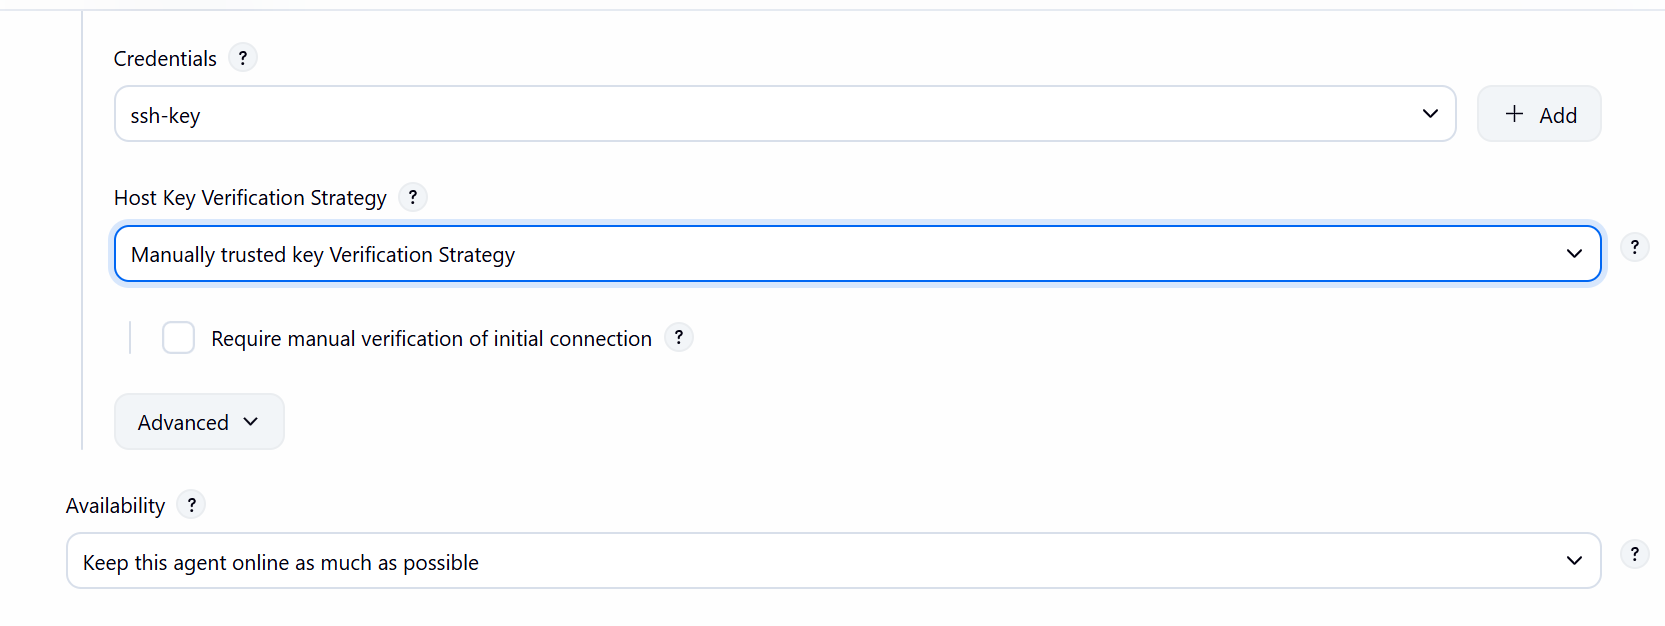 Credentials ?
ssh-key
+ Add
Host Key Verification Strategy ?
Manually trusted key Verification Strategy
?
Require manual verification of initial connection ?
Advanced
Availability ?
Keep this agent online as much as possible
?